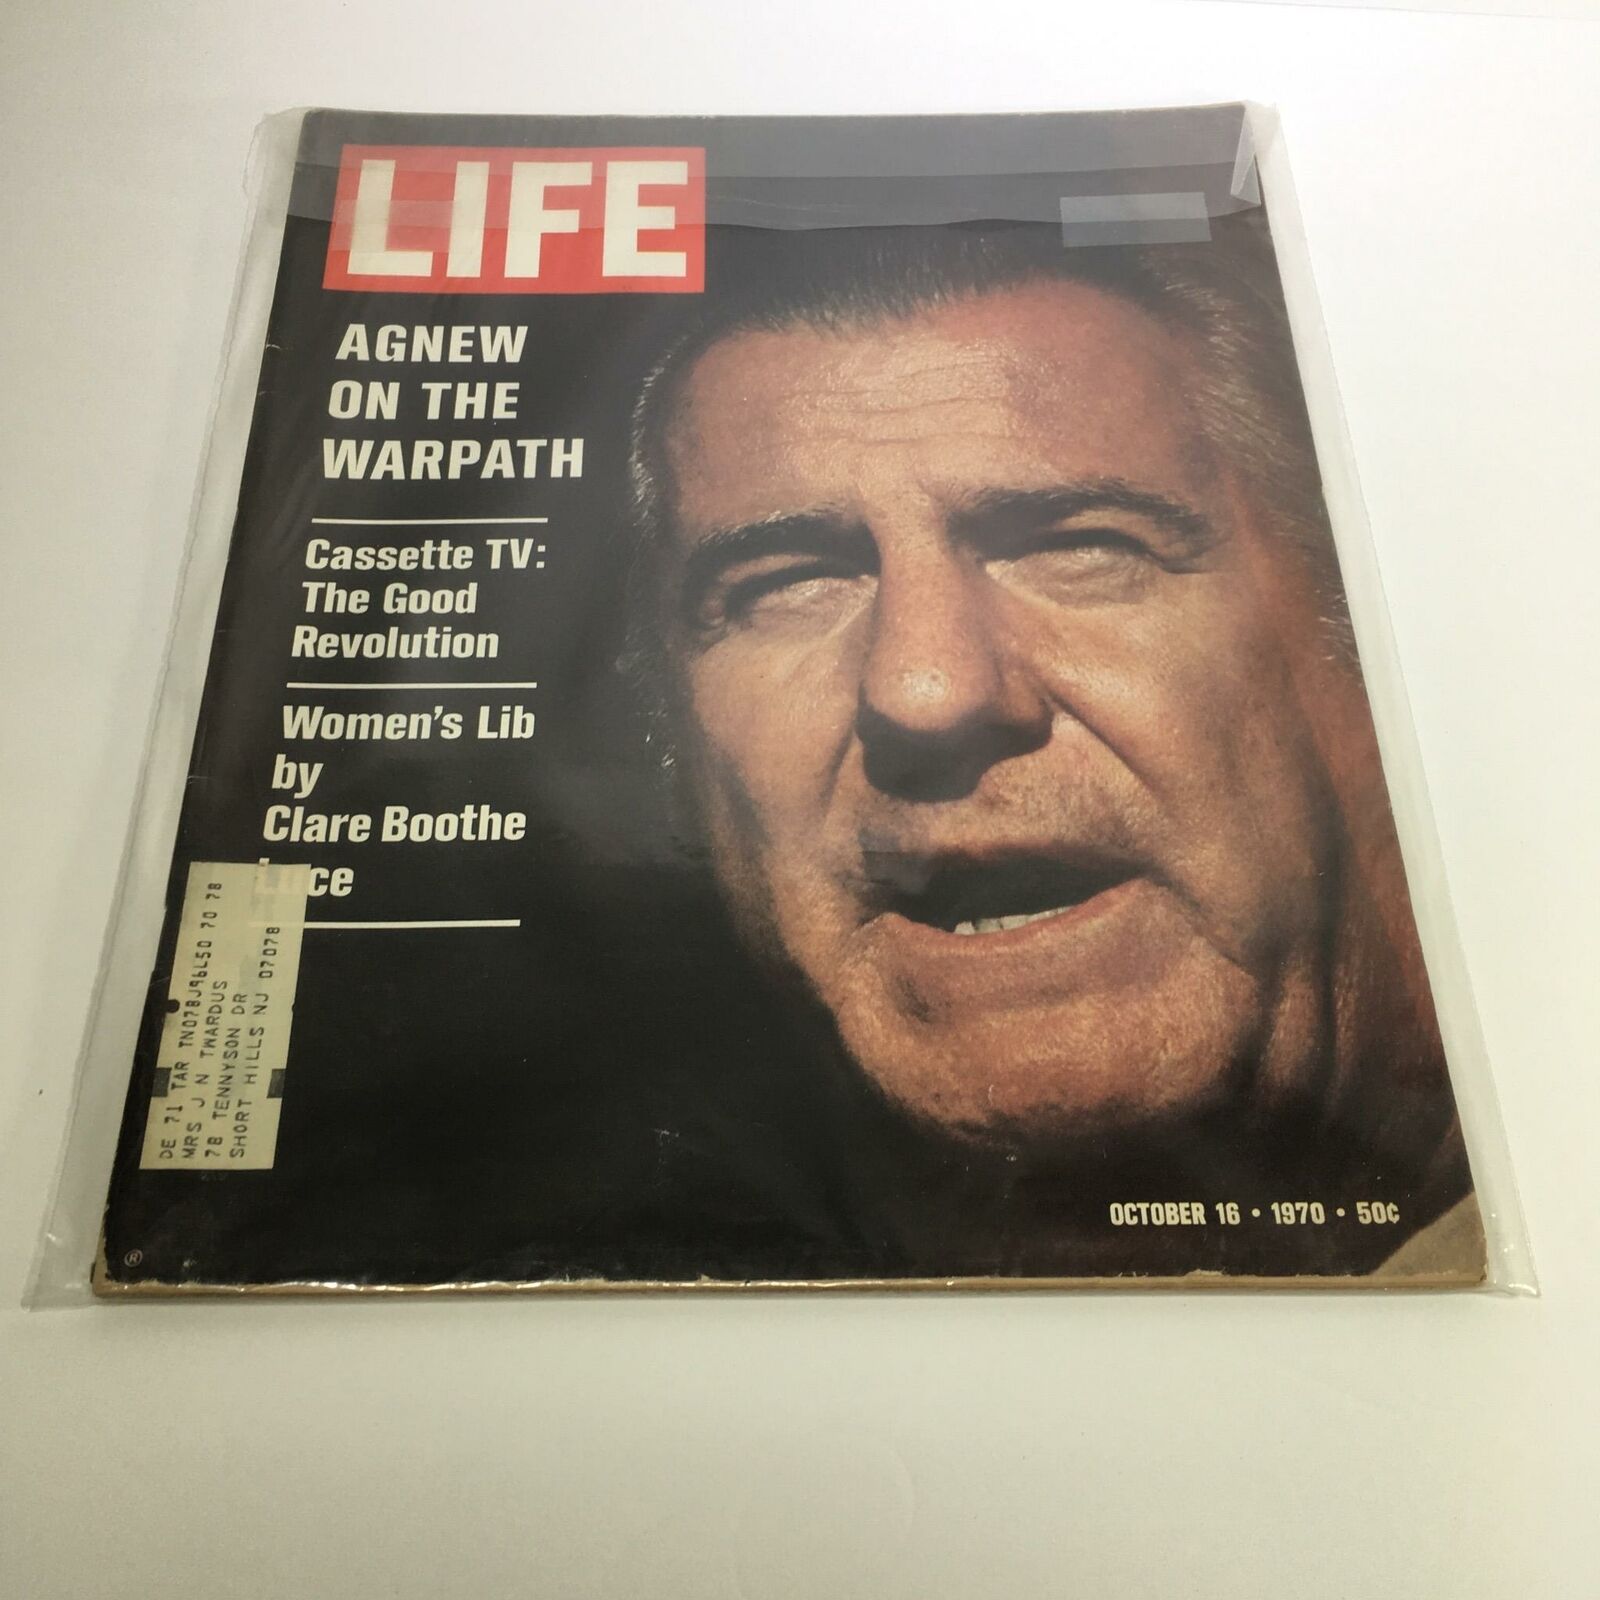 LIFE
AGNEW
ON THE
WARPATH
Cassette TV:
The Good
Revolution
Women's Lib
by
Clare Boothe
Luce
DE 71 TAR TN078J96L50 70 78
MRS J N TWARDUS
78 TENNYSON DR
SHORT HILLS NJ 07078
OCTOBER 16 • 1970 • 50¢
®